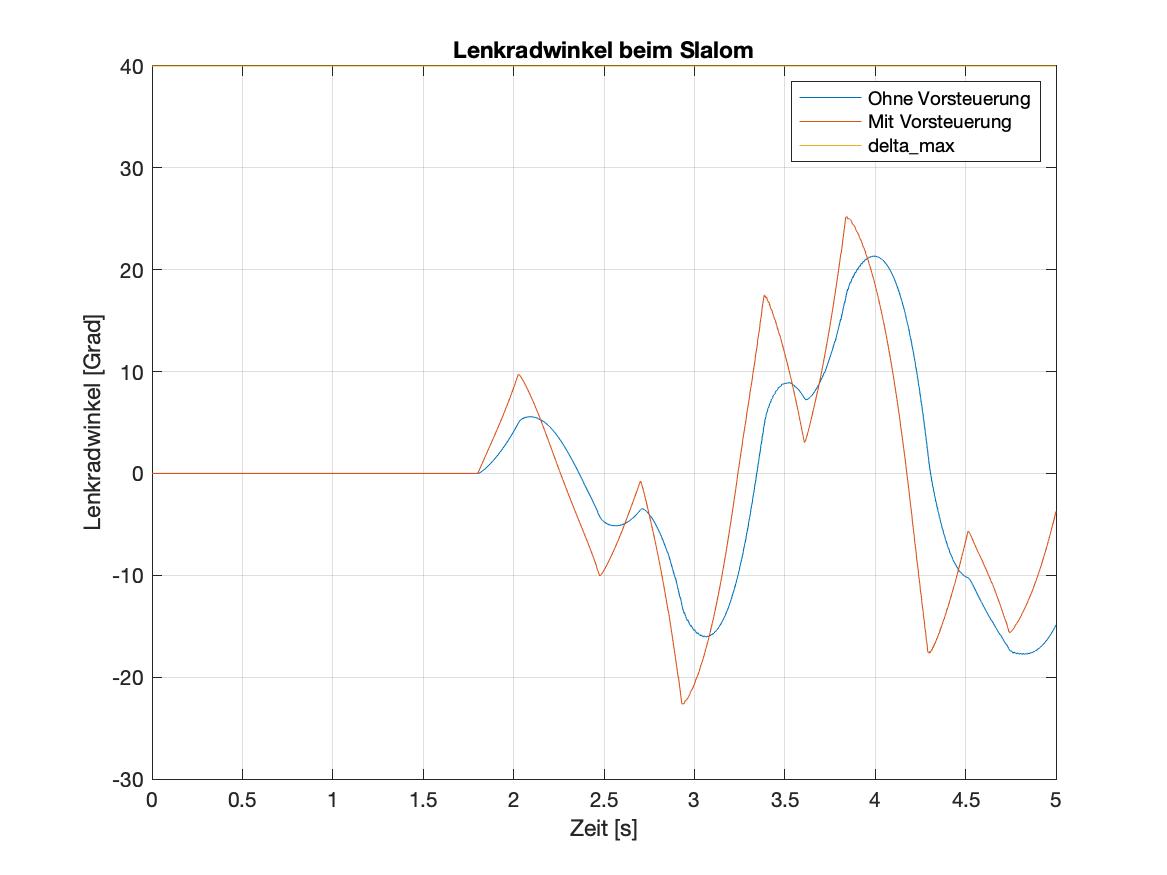 Lenkradwinkel beim Slalom
Ohne Vorsteuerung
Mit Vorsteuerung
delta_max
Lenkradwinkel [Grad]
40
30
20
10
0
-10
-20
-30
0 0.5 1 1.5 2 2.5 3 3.5 4 4.5 5
Zeit [s]